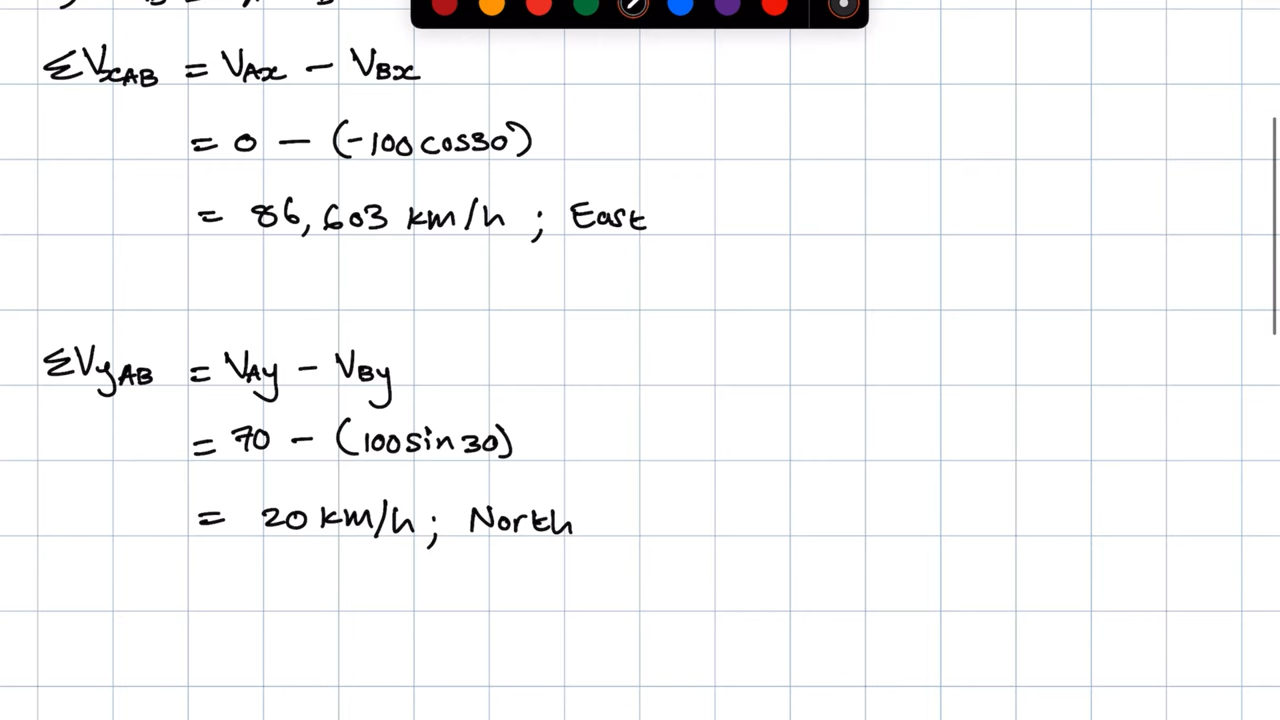 ΣVxAB = VAx - VBx
= 0 - (-100cos30°)
= 86,603 km/h ; East
ΣVyAB = VAy - VBy
= 70 - (100sin30)
= 20 km/h ; North